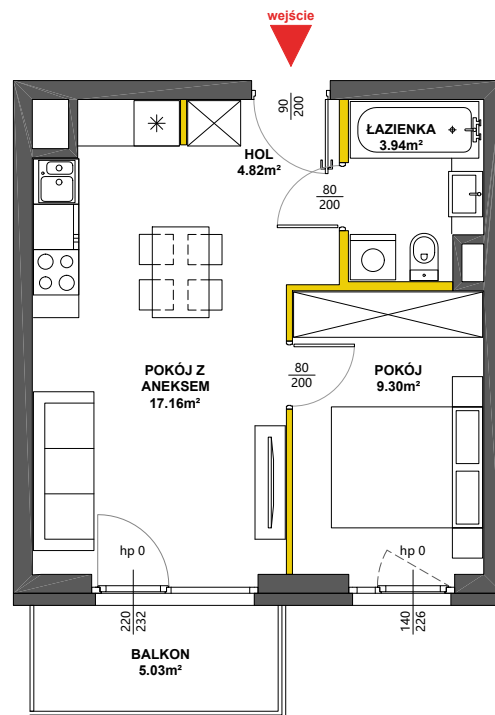 wejście
90
200
HOL
4.82m²
ŁAZIENKA
3.94m²
80
200
POKÓJ Z
ANEKSEM
17.16m²
80
200
POKÓJ
9.30m²
hp 0
hp 0
220
232
140
226
BALKON
5.03m²